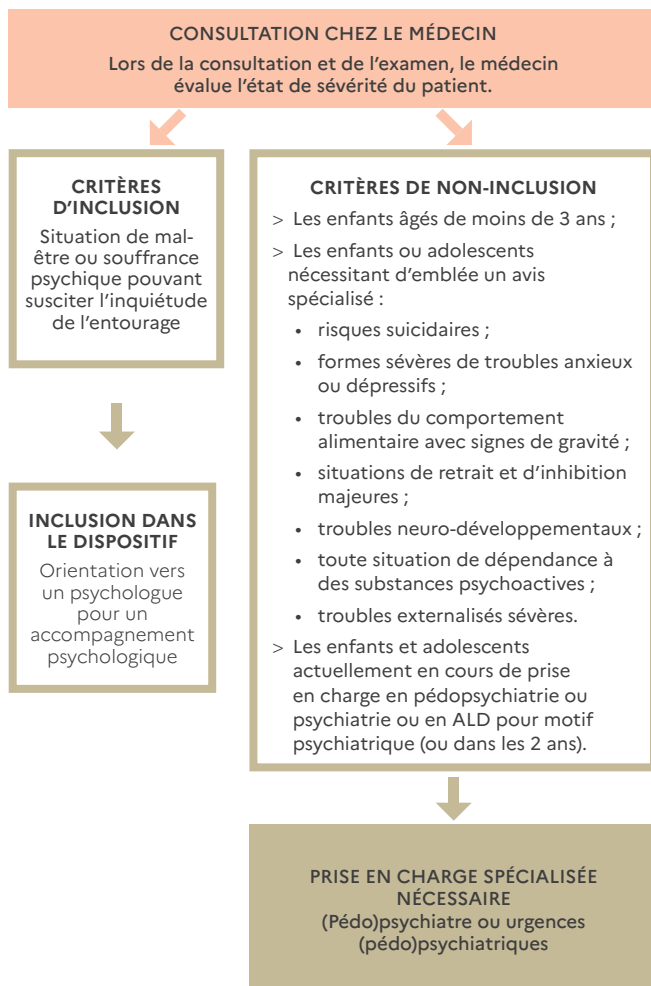 CONSULTATION CHEZ LE MÉDECIN
Lors de la consultation et de l'examen, le médecin
évalue l'état de sévérité du patient.
CRITÈRES
D'INCLUSION
Situation de mal-
être ou souffrance
psychique pouvant
susciter l'inquiétude
de l'entourage
INCLUSION DANS
LE DISPOSITIF
Orientation vers
un psychologue
pour un
accompagnement
psychologique
CRITÈRES DE NON-INCLUSION
> Les enfants âgés de moins de 3 ans ;
> Les enfants ou adolescents
nécessitant d'emblée un avis
spécialisé :
• risques suicidaires ;
• formes sévères de troubles anxieux
ou dépressifs ;
• troubles du comportement
alimentaire avec signes de gravité ;
• situations de retrait et d'inhibition
majeures ;
• troubles neuro-développementaux ;
• toute situation de dépendance à
des substances psychoactives ;
• troubles externalisés sévères.
> Les enfants et adolescents
actuellement en cours de prise
en charge en pédopsychiatrie ou
psychiatrie ou en ALD pour motif
psychiatrique (ou dans les 2 ans).
PRISE EN CHARGE SPÉCIALISÉE
NÉCESSAIRE
(Pédo)psychiatre ou urgences
(pédo)psychiatriques